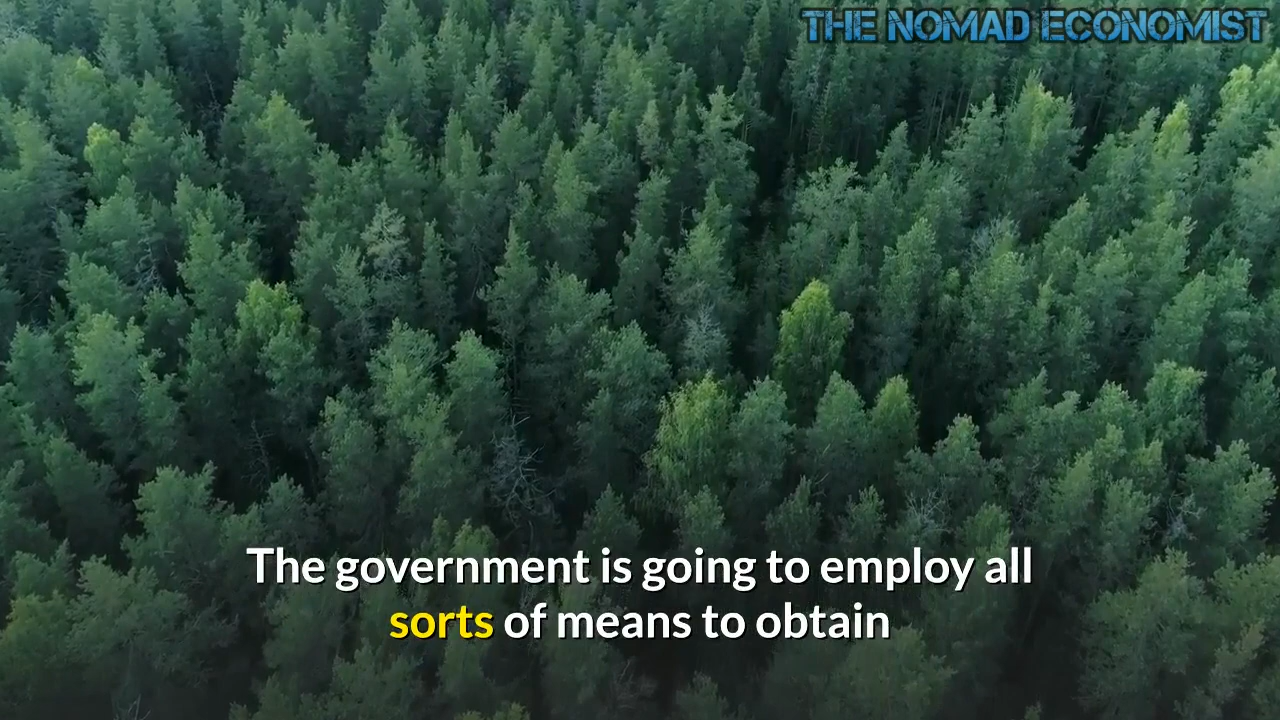 THE NOMAD ECONOMIST
The government is going to employ all
sorts of means to obtain